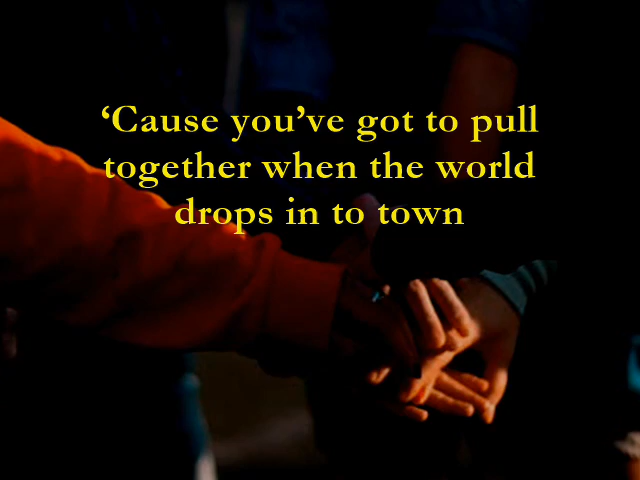 ‘Cause you’ve got to pull
together when the world
drops in to town